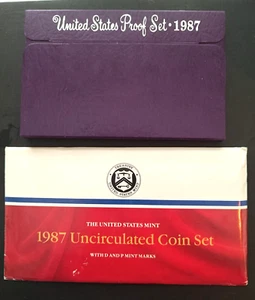 United States Proof Set • 1987
THE UNITED STATES MINT
1987 Uncirculated Coin Set
WITH D AND P MINT MARKS